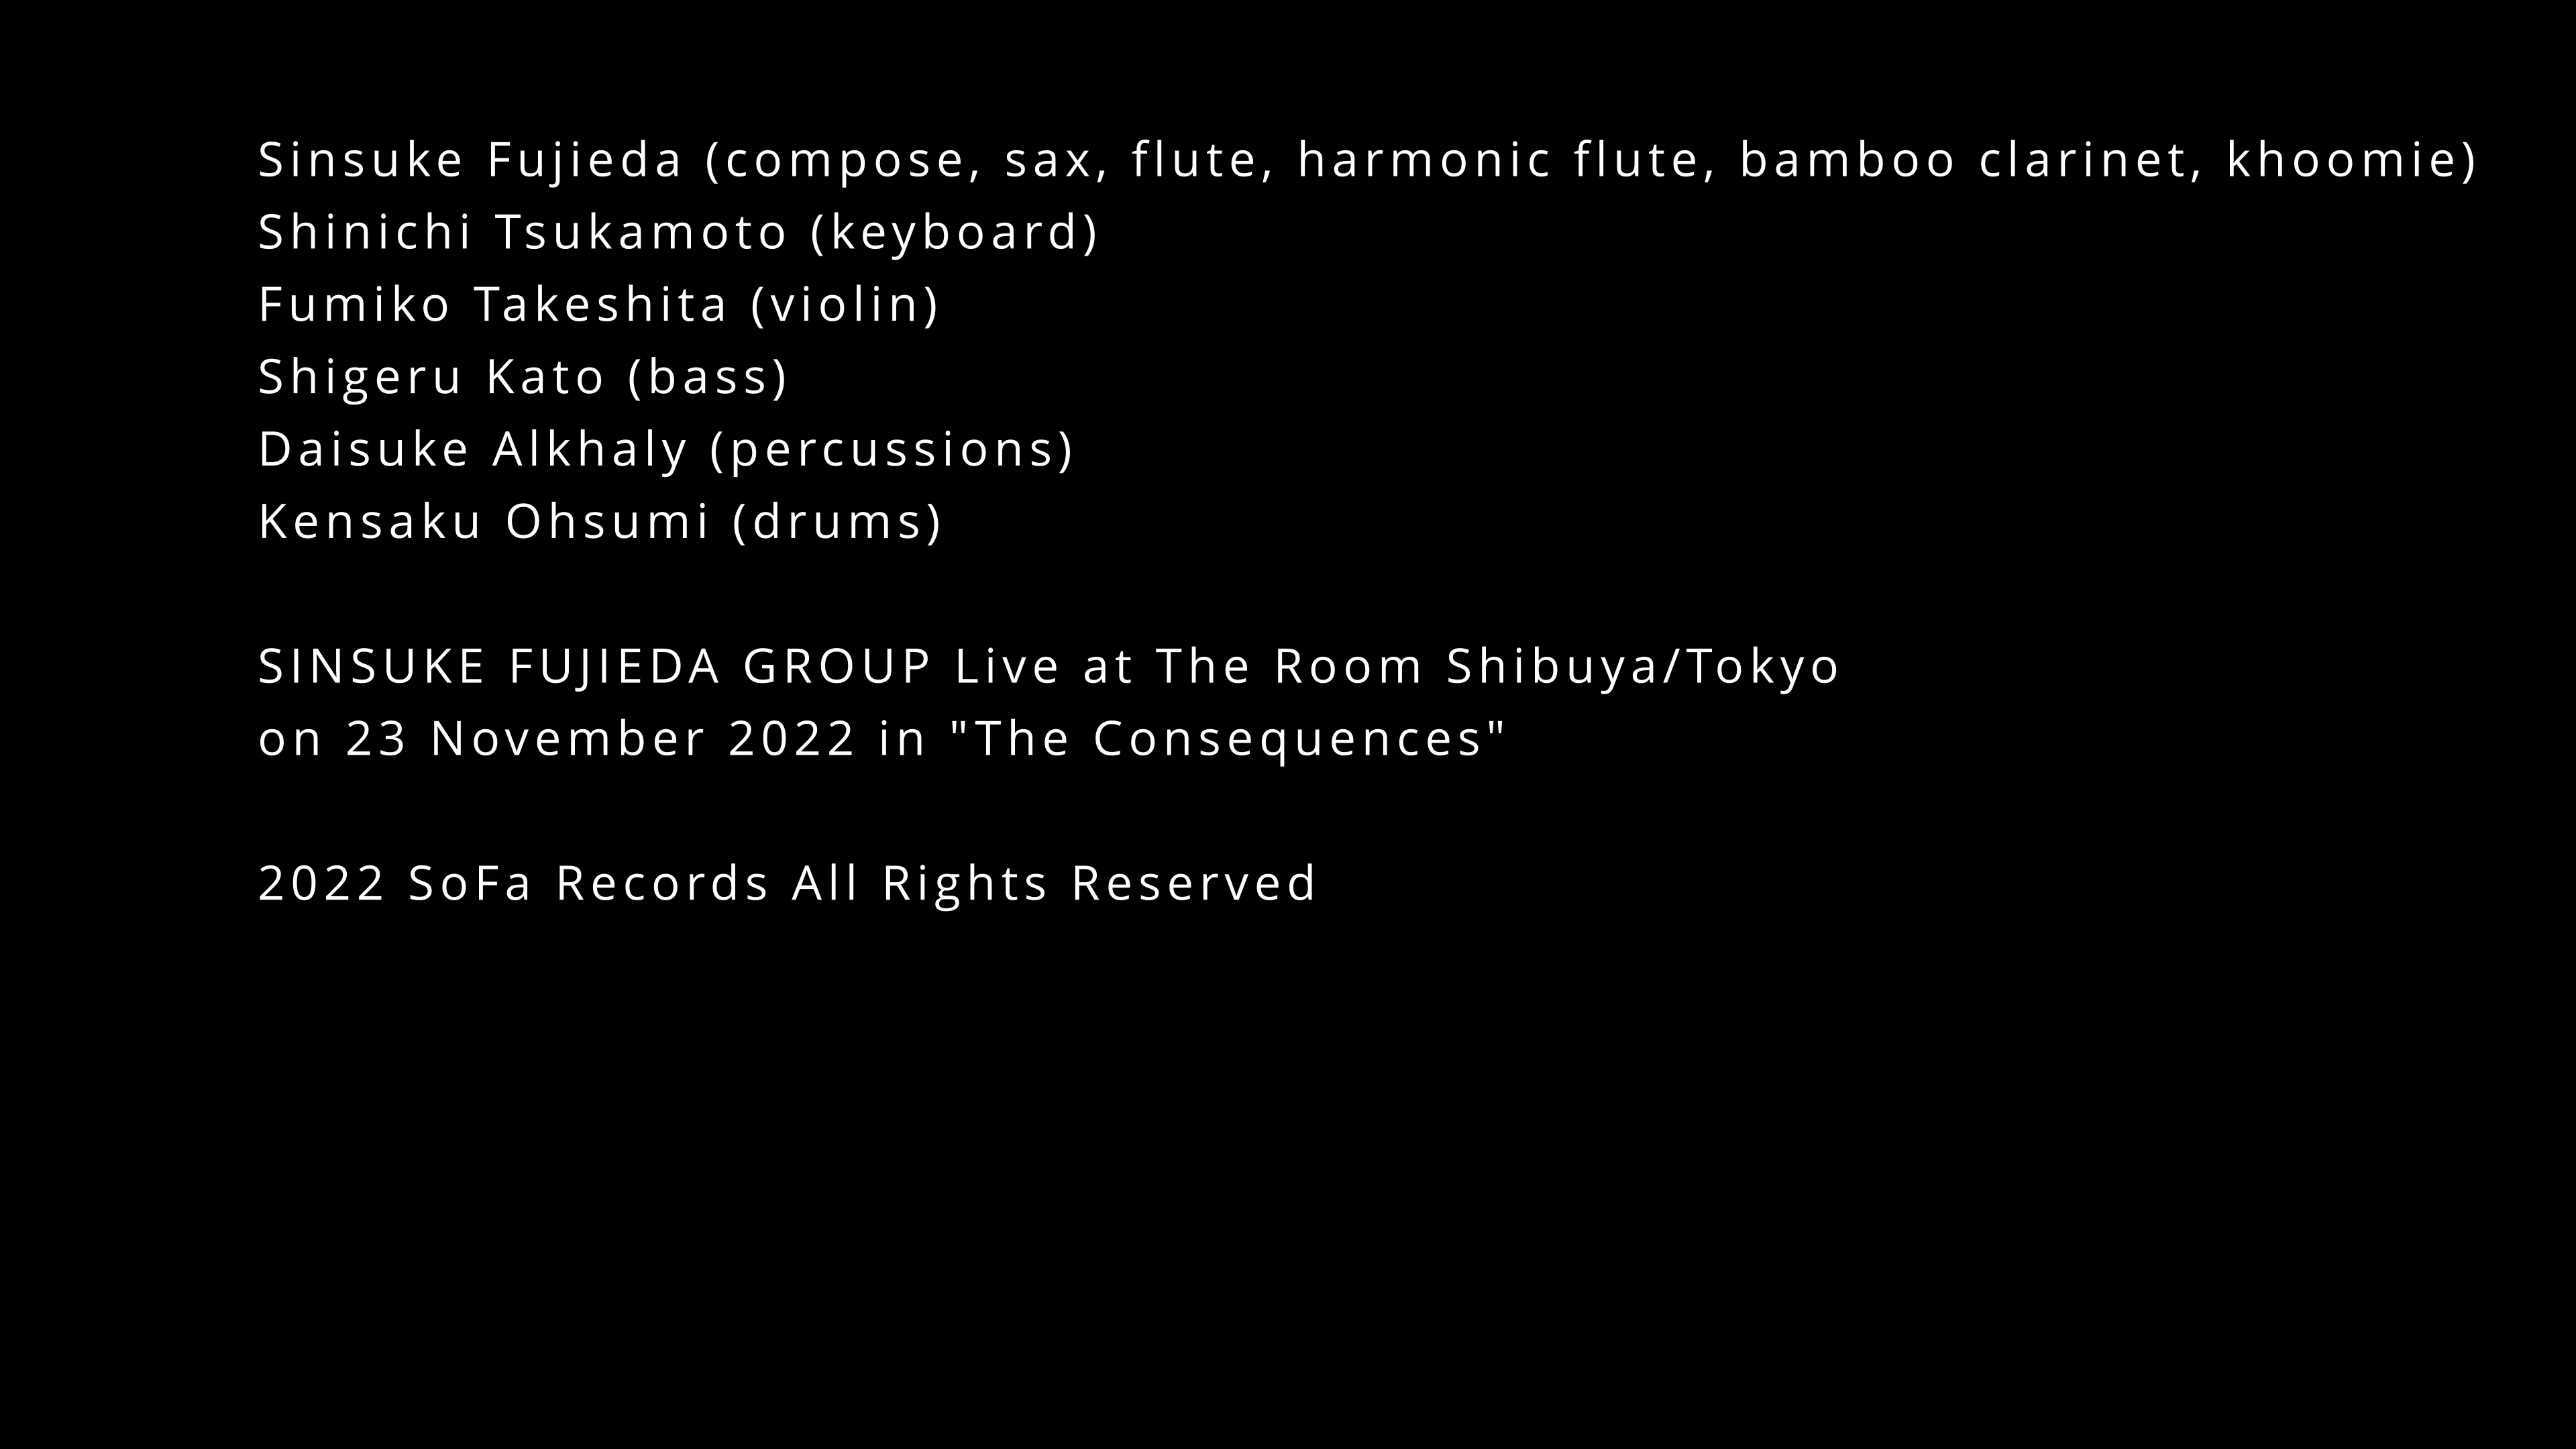 Sinsuke Fujieda (compose, sax, flute, harmonic flute, bamboo clarinet, khoomie)
Shinichi Tsukamoto (keyboard)
Fumiko Takeshita (violin)
Shigeru Kato (bass)
Daisuke Alkhaly (percussions)
Kensaku Ohsumi (drums)
SINSUKE FUJIEDA GROUP Live at The Room Shibuya/Tokyo
on 23 November 2022 in "The Consequences"
2022 SoFa Records All Rights Reserved